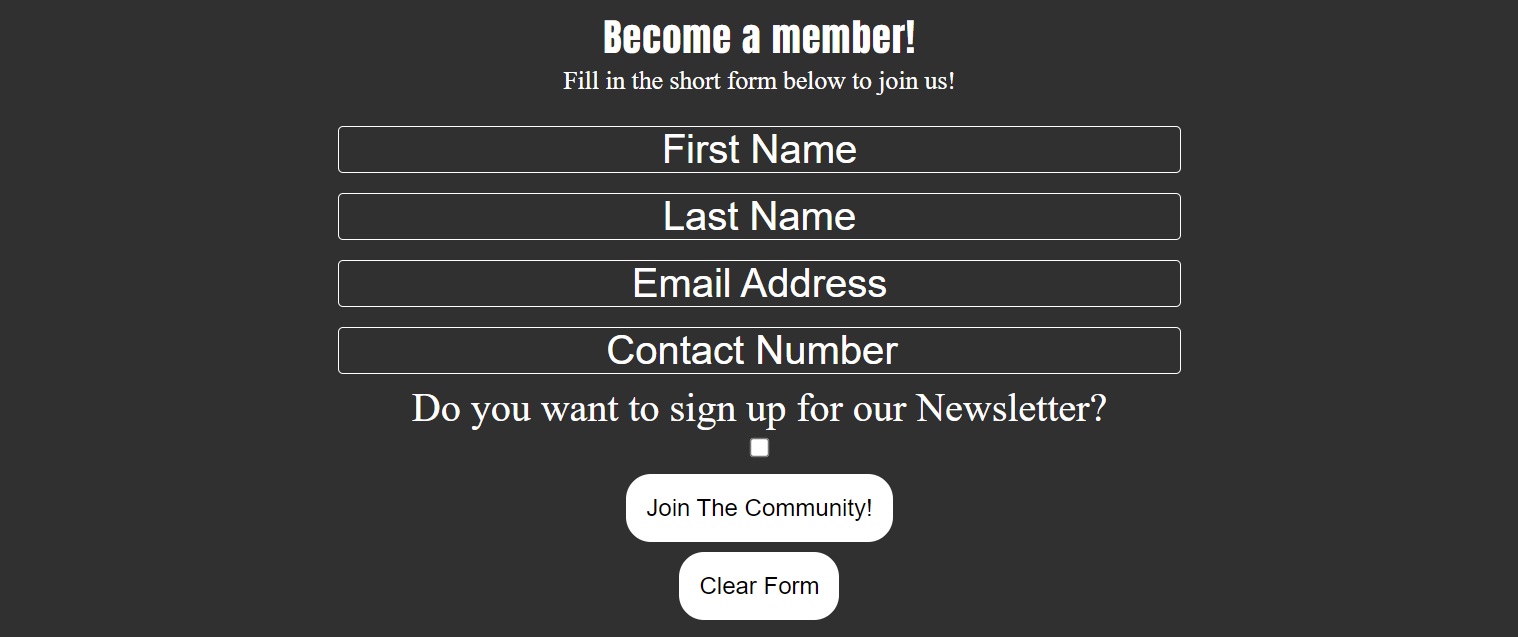 Become a member!
Fill in the short form below to join us!
First Name
Last Name
Email Address
Contact Number
Do you want to sign up for our Newsletter?
Join The Community!
Clear Form